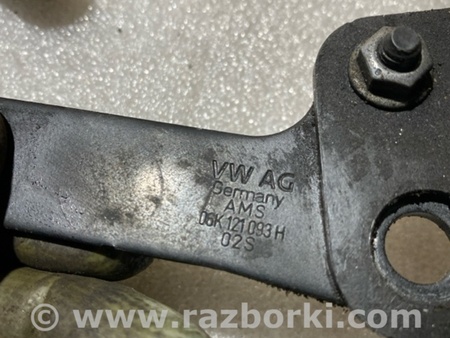 VW AG
Germany
AMS
06K 121 093 H
02S
www.razborki.com